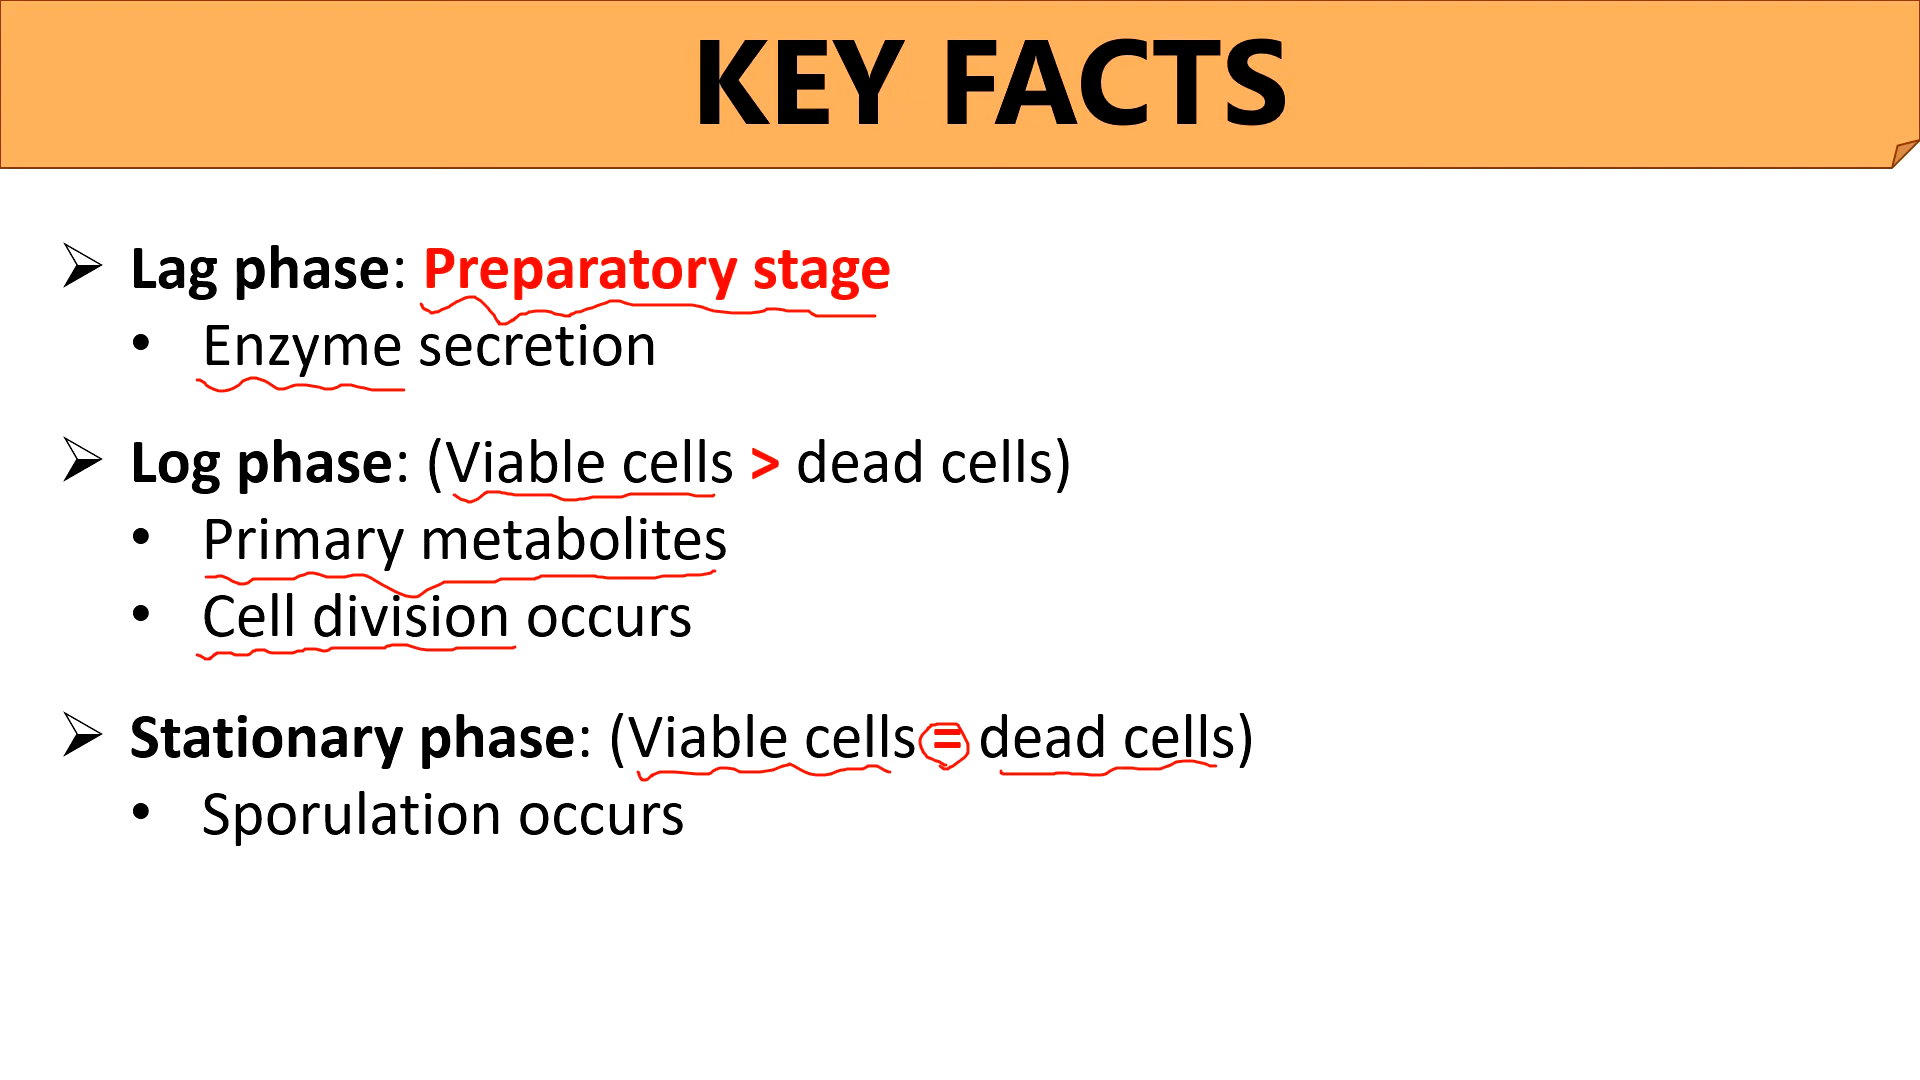 KEY FACTS
➢ Lag phase: Preparatory stage
• Enzyme secretion
➢ Log phase: (Viable cells > dead cells)
• Primary metabolites
• Cell division occurs
➢ Stationary phase: (Viable cells = dead cells)
• Sporulation occurs